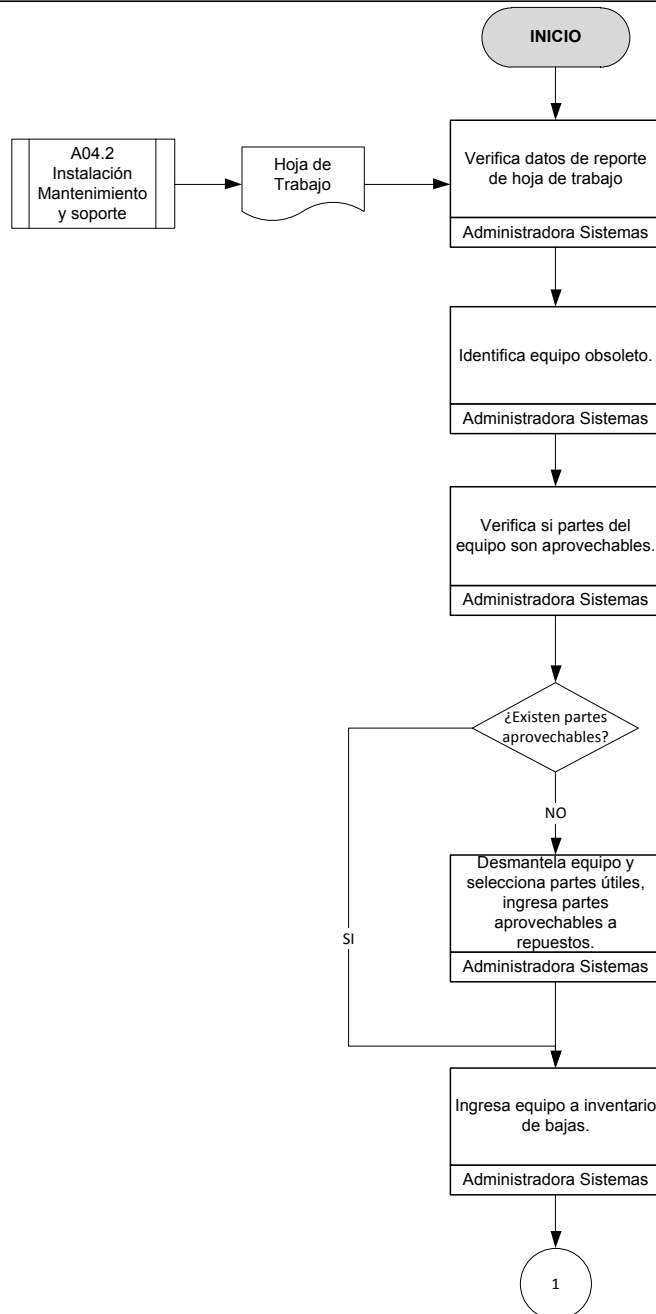 INICIO
A04.2
Instalación
Mantenimiento
y soporte
Hoja de
Trabajo
Verifica datos de reporte
de hoja de trabajo
Administradora Sistemas
Identifica equipo obsoleto.
Administradora Sistemas
Verifica si partes del
equipo son aprovechables.
Administradora Sistemas
¿Existen partes
aprovechables?
NO
Desmantela equipo y
selecciona partes útiles,
ingresa partes
aprovechables a
repuestos.
SI
Administradora Sistemas
Ingresa equipo a inventario
de bajas.
Administradora Sistemas
1